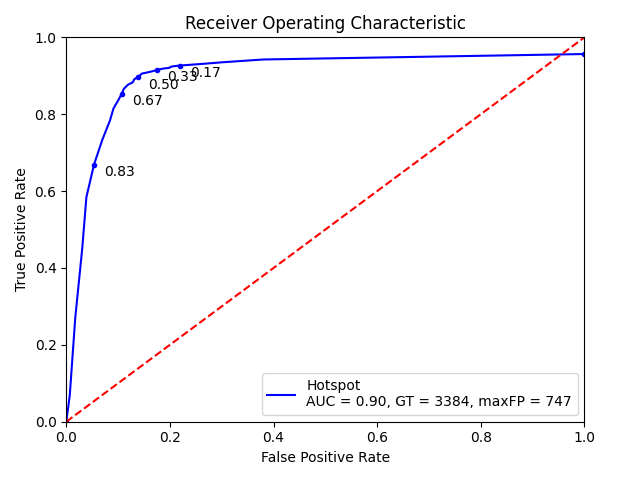 Receiver Operating Characteristic
1.0
0.8
0.6
0.4
0.2
0.0
True Positive Rate
0.17
0.33
0.50
0.67
0.83
Hotspot
AUC = 0.90, GT = 3384, maxFP = 747
0.0 0.2 0.4 0.6 0.8 1.0
False Positive Rate